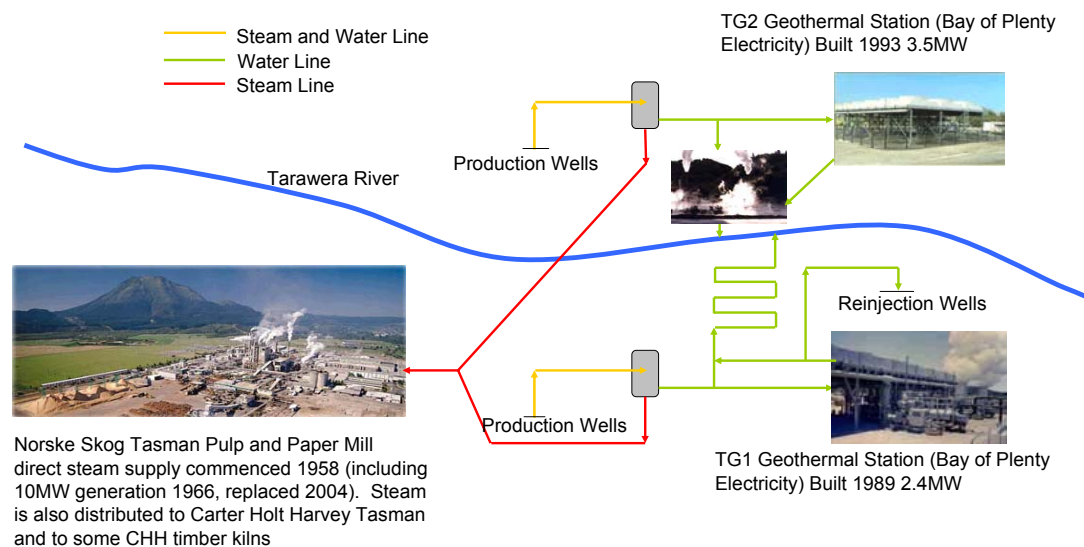 Steam and Water Line
Water Line
Steam Line
TG2 Geothermal Station (Bay of Plenty
Electricity) Built 1993 3.5MW
Production Wells
Tarawera River
Reinjection Wells
Production Wells
Norske Skog Tasman Pulp and Paper Mill
direct steam supply commenced 1958 (including
10MW generation 1966, replaced 2004).  Steam
is also distributed to Carter Holt Harvey Tasman
and to some CHH timber kilns
TG1 Geothermal Station (Bay of Plenty
Electricity) Built 1989 2.4MW